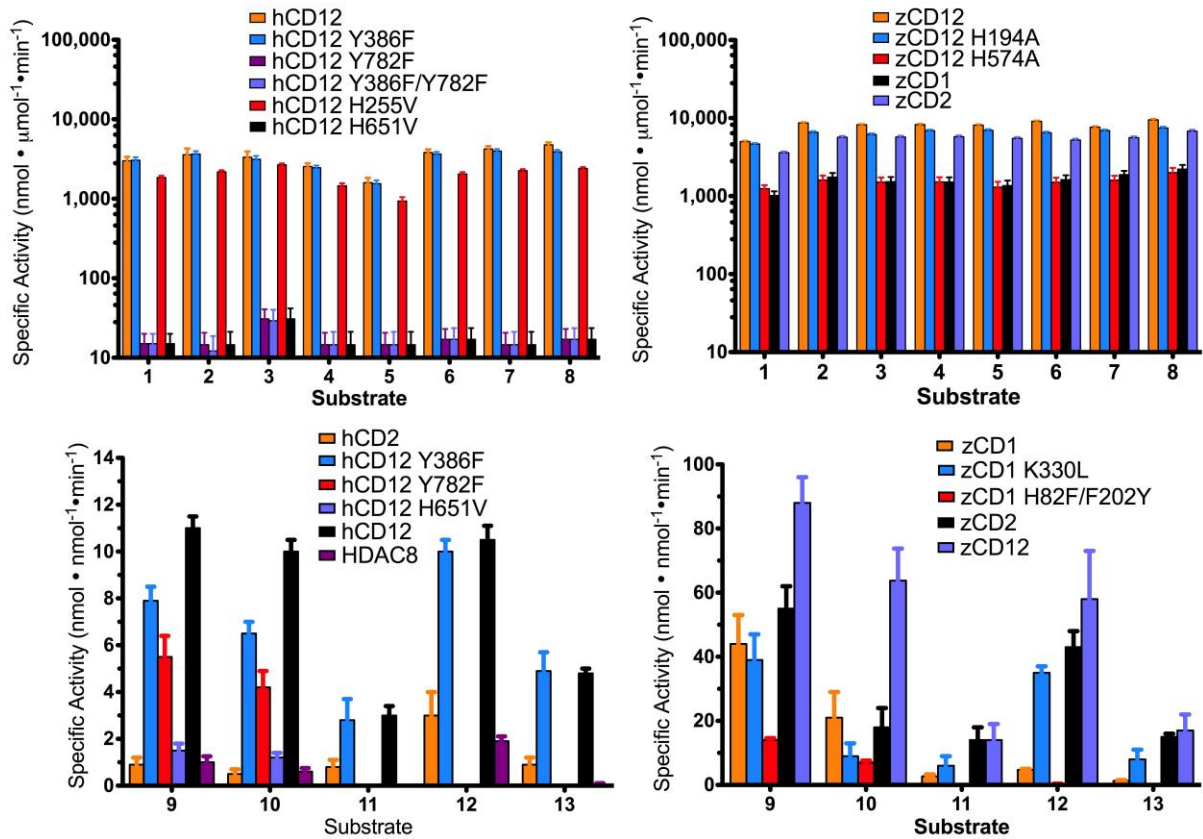 hCD12
hCD12 Y386F
hCD12 Y782F
hCD12 Y386F/Y782F
hCD12 H255V
hCD12 H651V
Specific Activity (nmol • µmol⁻¹•min⁻¹)
100,000
10,000
1,000
100
10
1 2 3 4 5 6 7 8
Substrate
zCD12
zCD12 H194A
zCD12 H574A
zCD1
zCD2
Specific Activity (nmol • µmol⁻¹•min⁻¹)
100,000
10,000
1,000
100
10
1 2 3 4 5 6 7 8
Substrate
hCD2
hCD12 Y386F
hCD12 Y782F
hCD12 H651V
hCD12
HDAC8
Specific Activity (nmol • nmol⁻¹•min⁻¹)
14
12
10
8
6
4
2
0
9 10 11 12 13
Substrate
zCD1
zCD1 K330L
zCD1 H82F/F202Y
zCD2
zCD12
Specific Activity (nmol • nmol⁻¹•min⁻¹)
100
80
60
40
20
0
9 10 11 12 13
Substrate